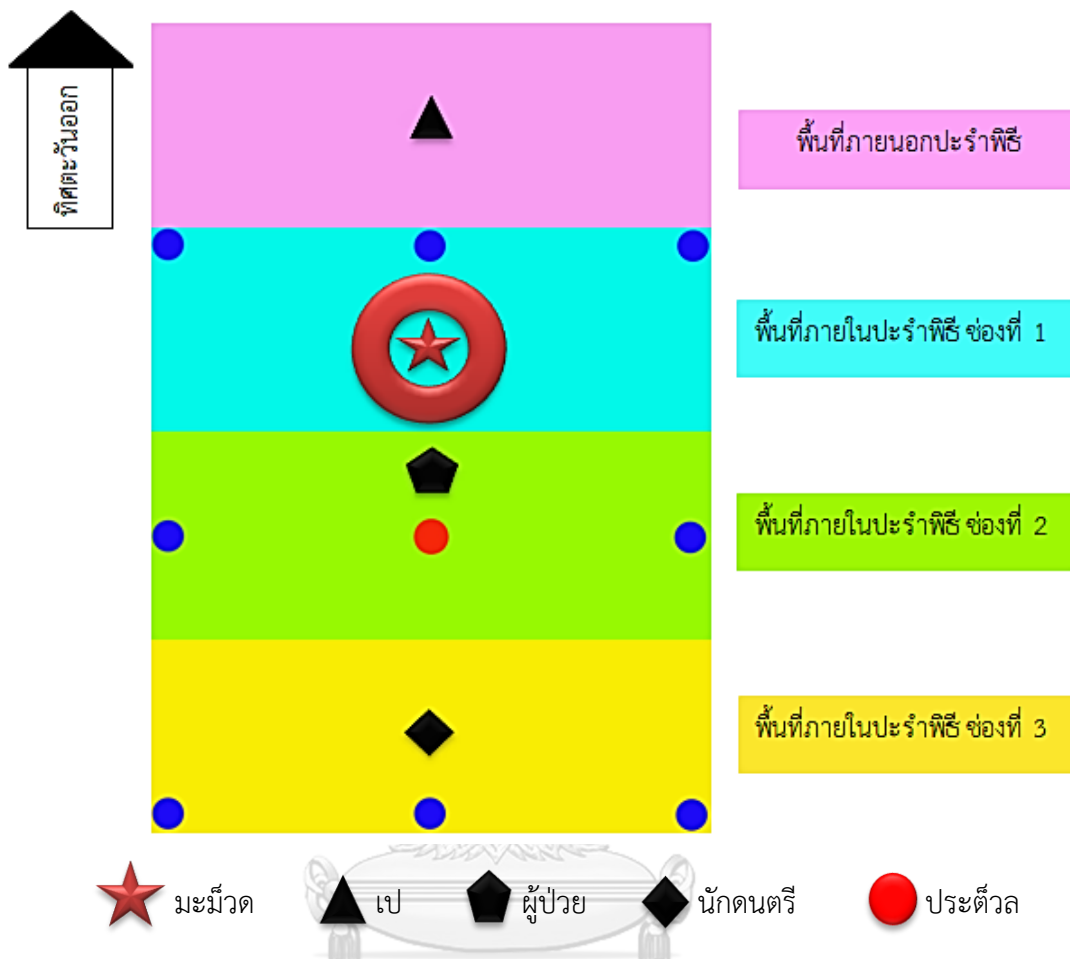 ทิศตะวันออก
พื้นที่ภายนอกปะรำพิธี
พื้นที่ภายในปะรำพิธี ช่องที่ 1
พื้นที่ภายในปะรำพิธี ช่องที่ 2
พื้นที่ภายในปะรำพิธี ช่องที่ 3
มะม็วด เป ผู้ป่วย นักดนตรี ประต็วล